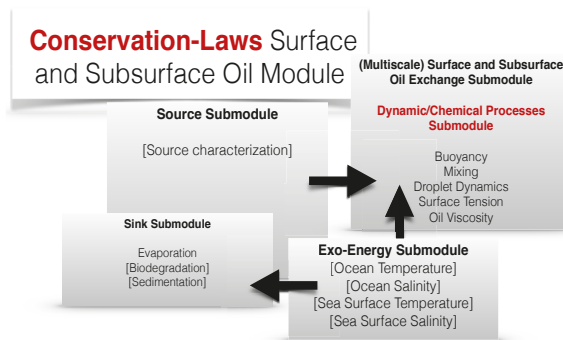 Conservation-Laws Surface
and Subsurface Oil Module
(Multiscale) Surface and Subsurface
Oil Exchange Submodule
Dynamic/Chemical Processes
Submodule
Buoyancy
Mixing
Droplet Dynamics
Surface Tension
Oil Viscosity
Source Submodule
[Source characterization]
Sink Submodule
Evaporation
[Biodegradation]
[Sedimentation]
Exo-Energy Submodule
[Ocean Temperature]
[Ocean Salinity]
[Sea Surface Temperature]
[Sea Surface Salinity]